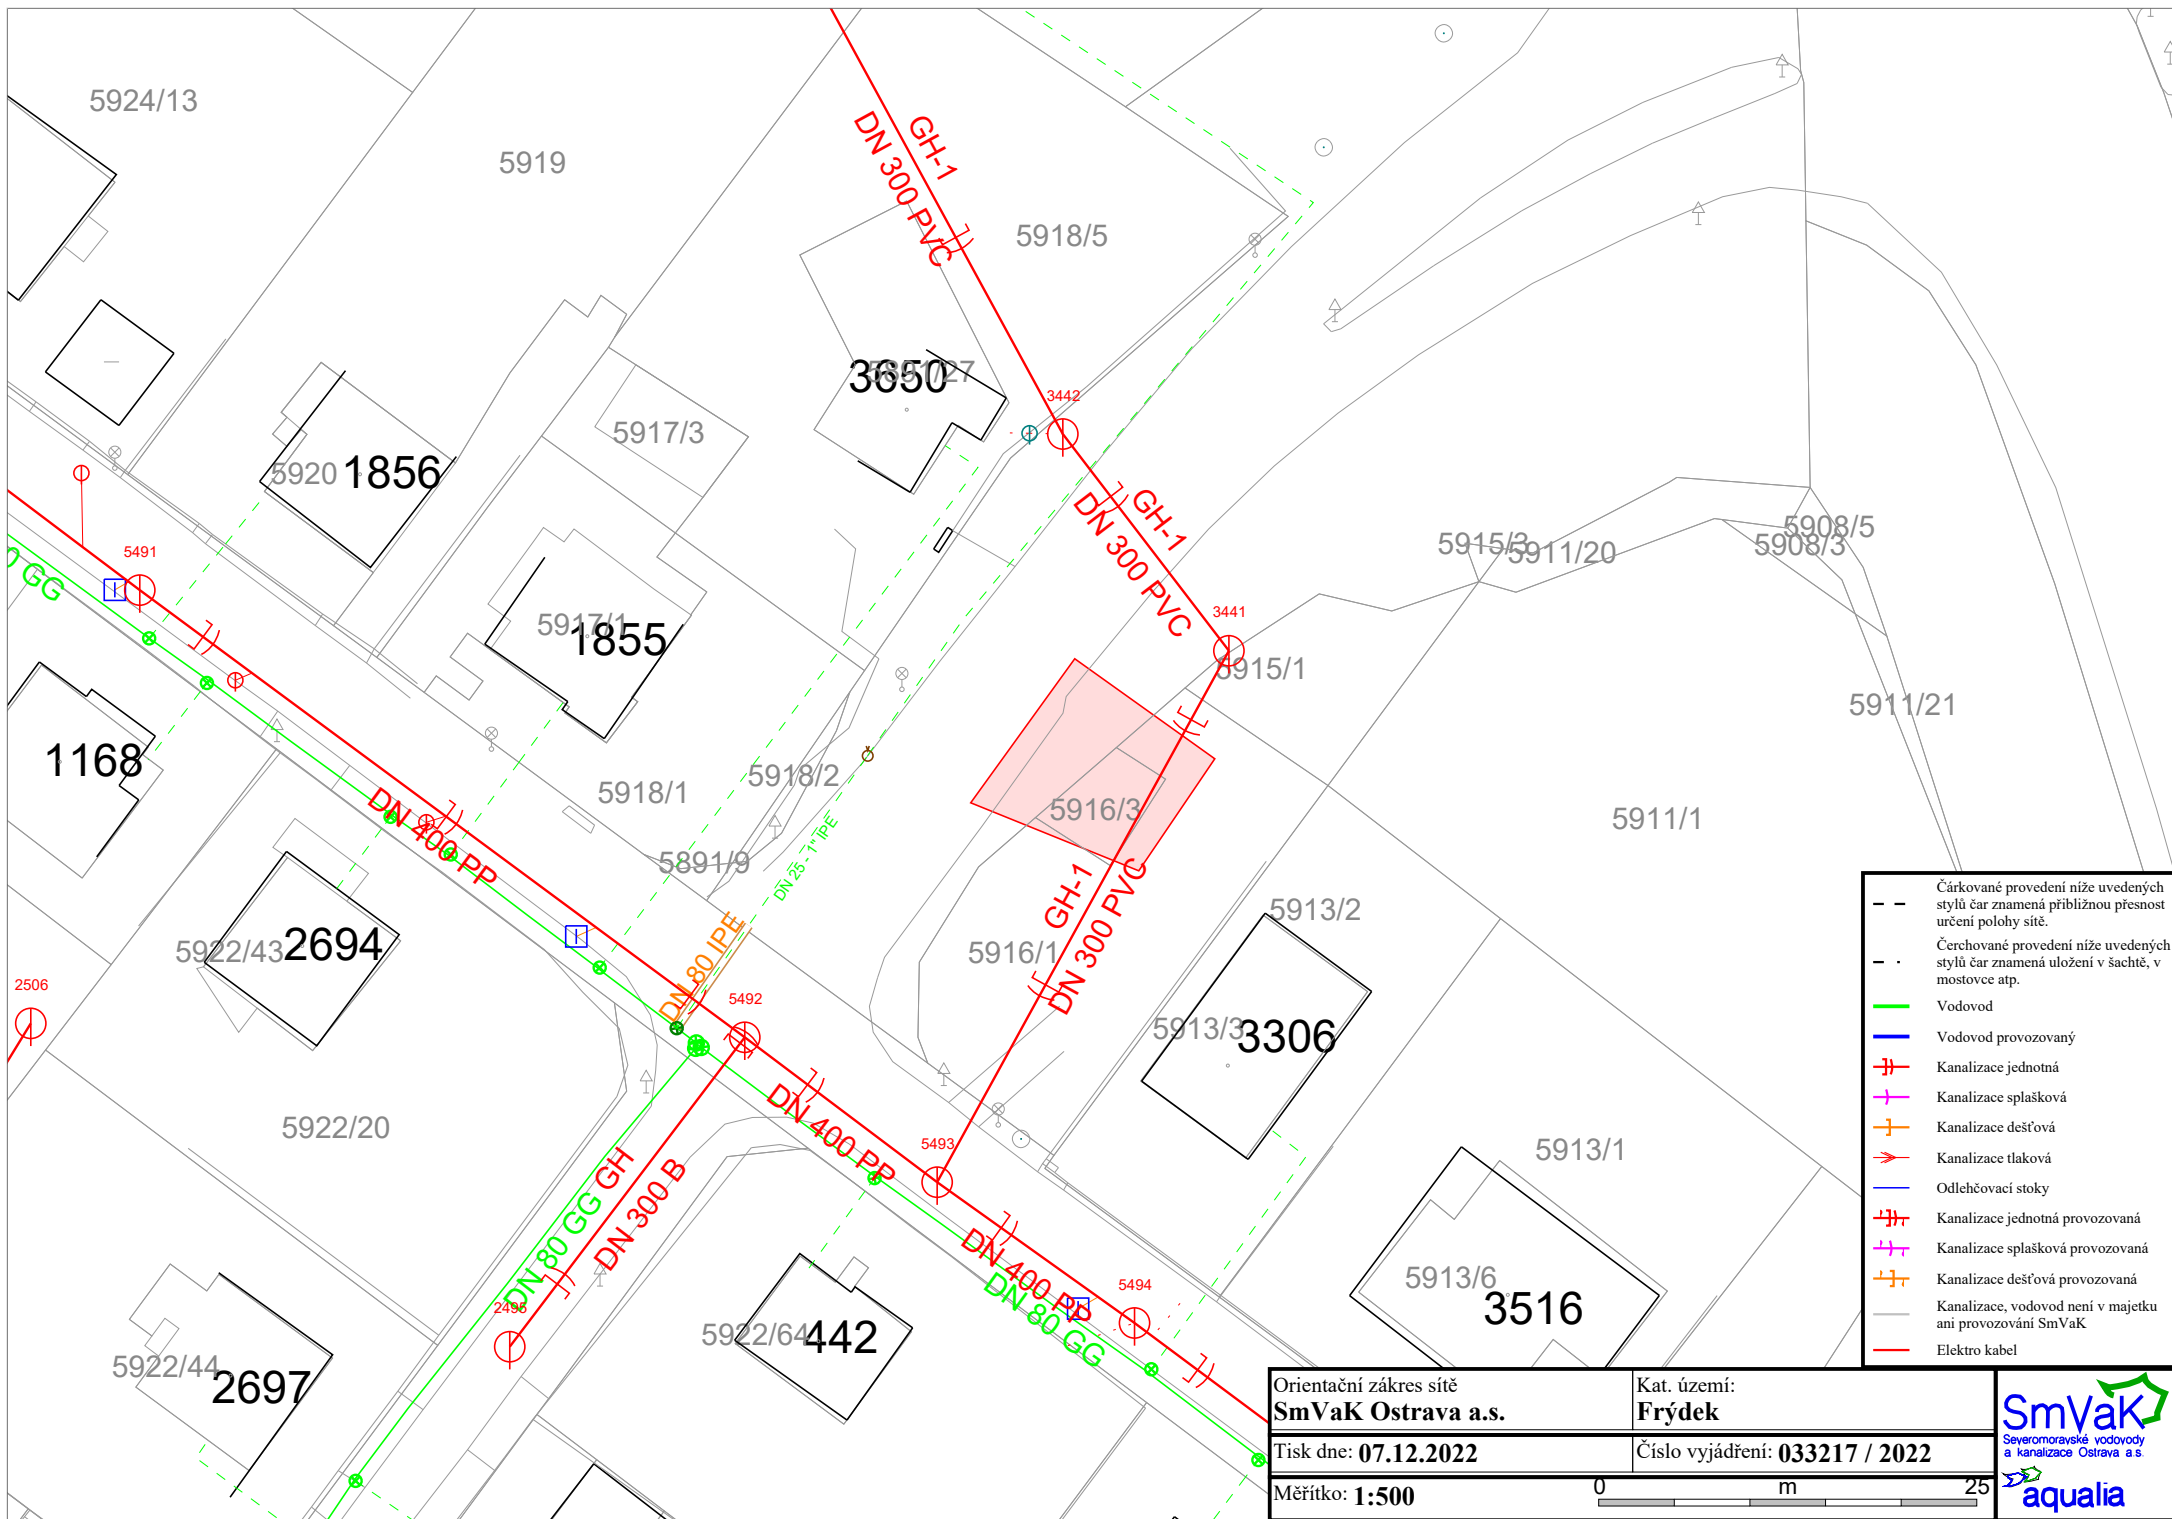 5924/13
5919
GH-1
DN 300 PVC
5918/5
3650
5891/27
3442
5917/3
5920
1856
GH-1
DN 300 PVC
5908/5
5915/3
5911/20
5908/3
5491
0 GG
5917/1
1855
3441
5915/1
5911/21
1168
5918/2
5918/1
5916/3
5911/1
DN 400 PP
DN 25 - 1" IPE
5891/9
GH-1
DN 300 PVC
5913/2
5922/43
2694
DN 80 IPE
5916/1
2506
5492
5913/3
3306
5922/20
DN 400 PP
5493
5913/1
DN 80 GG
GH
DN 300 B
DN 400 PP
DN 80 GG
5494
5913/6
3516
2495
5922/64
442
5922/44
2697
Čárkované provedení níže uvedených
stylů čar znamená přibližnou přesnost
určení polohy sítě.
Čerchované provedení níže uvedených
stylů čar znamená uložení v šachtě, v
mostovce atp.
Vodovod
Vodovod provozovaný
Kanalizace jednotná
Kanalizace splašková
Kanalizace dešťová
Kanalizace tlaková
Odlehčovací stoky
Kanalizace jednotná provozovaná
Kanalizace splašková provozovaná
Kanalizace dešťová provozovaná
Kanalizace, vodovod není v majetku
ani provozování SmVaK
Elektro kabel
Orientační zákres sítě
SmVaK Ostrava a.s.
Kat. území:
Frýdek
Tisk dne: 07.12.2022
Číslo vyjádření: 033217 / 2022
Měřítko: 1:500
0 m 25
SmVaK
Severomoravské vodovody
a kanalizace Ostrava a.s.
aqualia